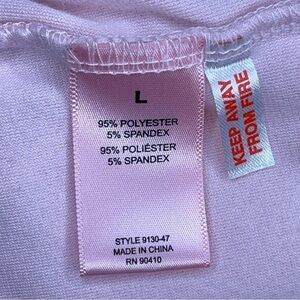 L
95% POLYESTER
5% SPANDEX
95% POLIÉSTER
5% SPANDEX
STYLE 9130-47
MADE IN CHINA
RN 90410
KEEP AWAY
FROM FIRE